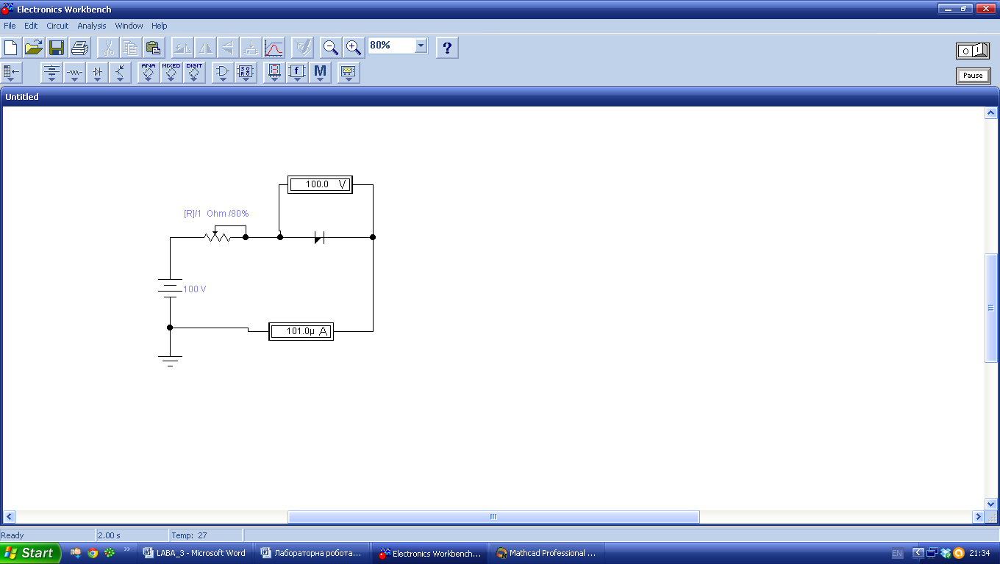 Electronics Workbench
File Edit Circuit Analysis Window Help
80%
?
ANA MIXED DIGIT
f M
Pause
Untitled
100.0 V
[R]/1 Ohm /80%
100 V
101.0µ A
Ready 2.00 s Temp: 27
Start LABA_3 - Microsoft Word Лабораторна робота... Electronics Workbench... Mathcad Professional ... EN 21:34